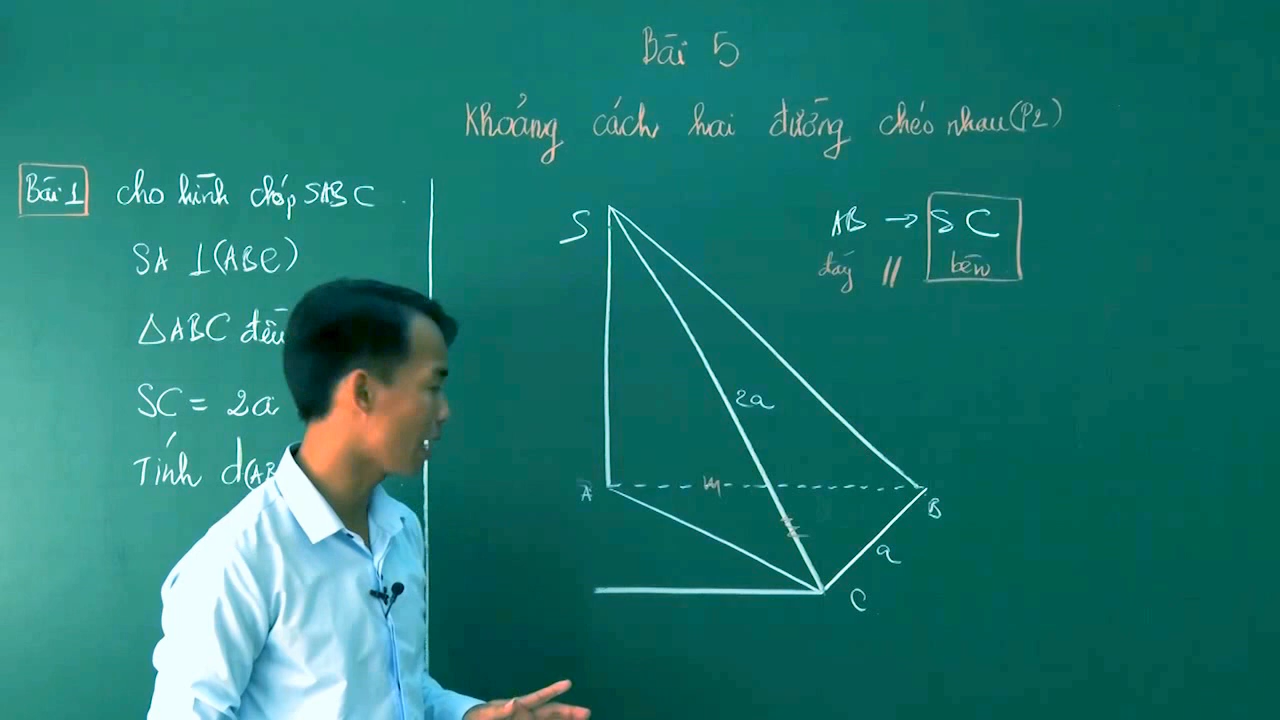 Bài 5
Khoảng cách hai đường chéo nhau (P2)
Bài 1 cho hình chóp SABC
SA ⊥ (ABC)
△ABC đều
SC = 2a
Tính d(AB
AB → SC
đáy // bên
S
2a
A
B
a
C